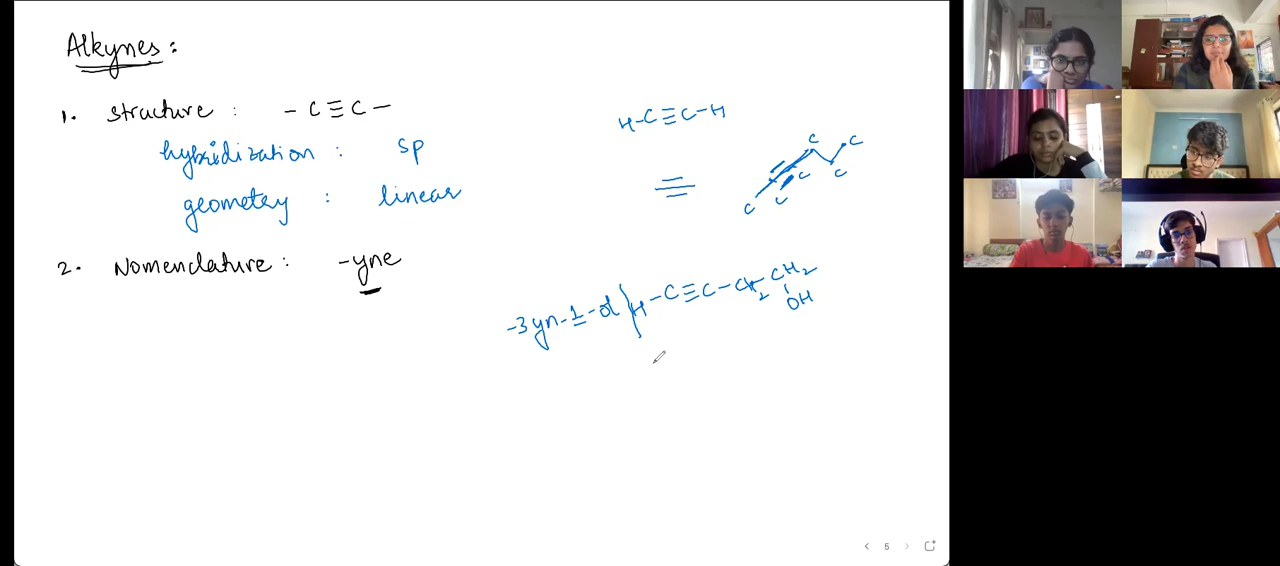 Alkynes:
1. Structure : - C≡C -
H-C≡C-H
hybridization : sp
geometry : linear
C
C
C
C
C
C
2. Nomenclature : -yne
-3yn-1-ol
H-C≡C-CH2 CH2
OH
5